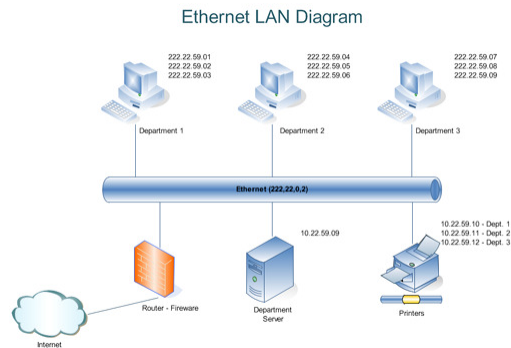 Ethernet LAN Diagram
222.22.59.01
222.22.59.02
222.22.59.03
222.22.59.04
222.22.59.05
222.22.59.06
222.22.59.07
222.22.59.08
222.22.59.09
Department 1
Department 2
Department 3
Ethernet (222,22,0,2)
10.22.59.09
10.22.59.10 - Dept. 1
10.22.59.11 - Dept. 2
10.22.59.12 - Dept. 3
Router - Fireware
Department
Server
Printers
Internet